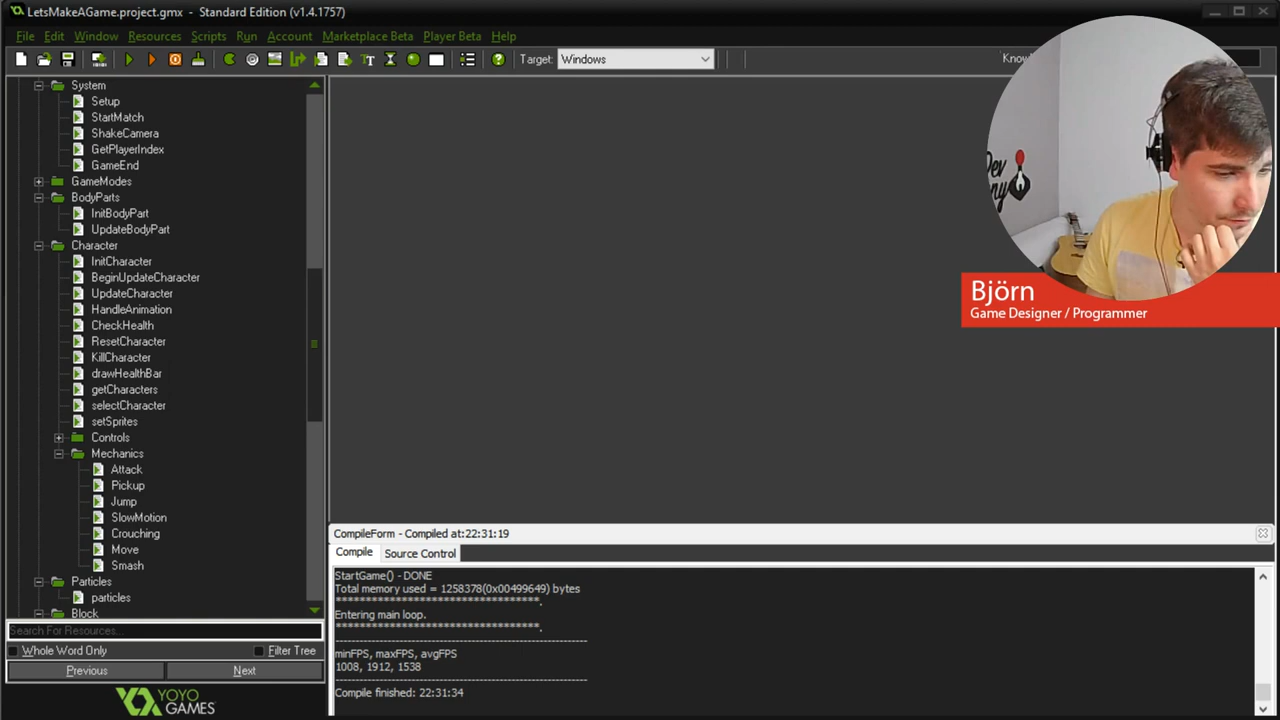 LetsMakeAGame.project.gmx - Standard Edition (v1.4.1757)
File Edit Window Resources Scripts Run Account Marketplace Beta Player Beta Help
Target: Windows
System
Setup
StartMatch
ShakeCamera
GetPlayerIndex
GameEnd
GameModes
BodyParts
InitBodyPart
UpdateBodyPart
Character
InitCharacter
BeginUpdateCharacter
UpdateCharacter
HandleAnimation
CheckHealth
ResetCharacter
KillCharacter
drawHealthBar
getCharacters
selectCharacter
setSprites
Controls
Mechanics
Attack
Pickup
Jump
SlowMotion
Crouching
Move
Smash
Particles
particles
Block
Search For Resources...
Whole Word Only Filter Tree
Previous Next
YOYO
GAMES
Björn
Game Designer / Programmer
CompileForm - Compiled at:22:31:19
Compile Source Control
StartGame() - DONE
Total memory used = 1258378(0x00499649) bytes
**********************************.
Entering main loop.
**********************************.
---------------------------------------------------------------
minFPS, maxFPS, avgFPS
1008, 1912, 1538
---------------------------------------------------------------
Compile finished: 22:31:34